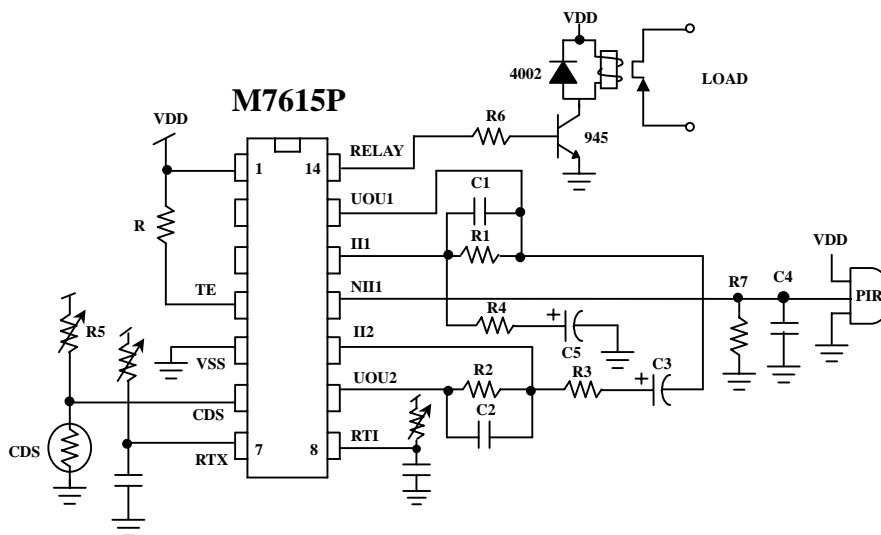 VDD
4002
LOAD
M7615P
R6
945
VDD
RELAY
1
14
UOU1
C1
R
II1
R1
VDD
TE
NII1
R7
C4
PIR
R5
R4
VSS
II2
C5
C3
UOU2
R2
R3
CDS
C2
CDS
RTX
7
8
RTI